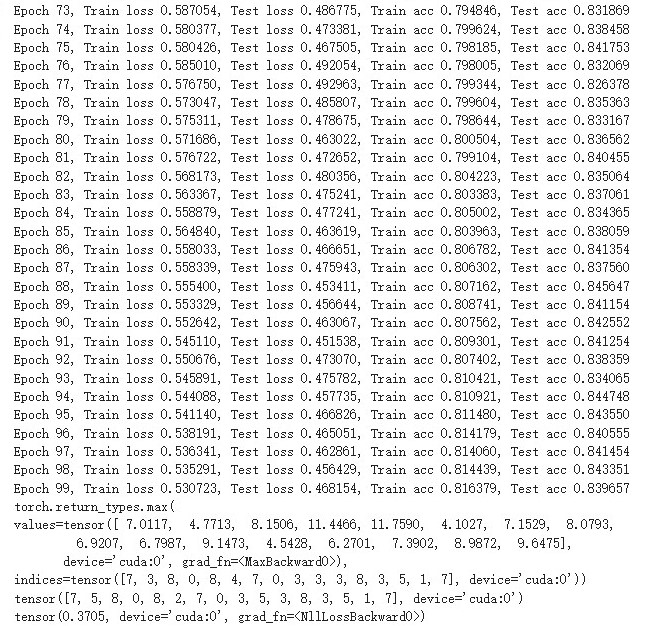 Epoch 73, Train loss 0.587054, Test loss 0.486775, Train acc 0.794846, Test acc 0.831869
Epoch 74, Train loss 0.580377, Test loss 0.473381, Train acc 0.799624, Test acc 0.838458
Epoch 75, Train loss 0.580426, Test loss 0.467505, Train acc 0.798185, Test acc 0.841753
Epoch 76, Train loss 0.585010, Test loss 0.492054, Train acc 0.798005, Test acc 0.832069
Epoch 77, Train loss 0.576750, Test loss 0.492963, Train acc 0.799344, Test acc 0.826378
Epoch 78, Train loss 0.573047, Test loss 0.485807, Train acc 0.799604, Test acc 0.835363
Epoch 79, Train loss 0.575311, Test loss 0.478675, Train acc 0.798644, Test acc 0.833167
Epoch 80, Train loss 0.571686, Test loss 0.463022, Train acc 0.800504, Test acc 0.836562
Epoch 81, Train loss 0.576722, Test loss 0.472652, Train acc 0.799104, Test acc 0.840455
Epoch 82, Train loss 0.568173, Test loss 0.480356, Train acc 0.804223, Test acc 0.835064
Epoch 83, Train loss 0.563367, Test loss 0.475241, Train acc 0.803383, Test acc 0.837061
Epoch 84, Train loss 0.558879, Test loss 0.477241, Train acc 0.805002, Test acc 0.834365
Epoch 85, Train loss 0.564840, Test loss 0.463619, Train acc 0.803963, Test acc 0.838059
Epoch 86, Train loss 0.558033, Test loss 0.466651, Train acc 0.806782, Test acc 0.841354
Epoch 87, Train loss 0.558339, Test loss 0.475943, Train acc 0.806302, Test acc 0.837560
Epoch 88, Train loss 0.555400, Test loss 0.453411, Train acc 0.807162, Test acc 0.845647
Epoch 89, Train loss 0.553329, Test loss 0.456644, Train acc 0.808741, Test acc 0.841154
Epoch 90, Train loss 0.552642, Test loss 0.463067, Train acc 0.807562, Test acc 0.842552
Epoch 91, Train loss 0.545110, Test loss 0.451538, Train acc 0.809301, Test acc 0.841254
Epoch 92, Train loss 0.550676, Test loss 0.473070, Train acc 0.807402, Test acc 0.838359
Epoch 93, Train loss 0.545891, Test loss 0.475782, Train acc 0.810421, Test acc 0.834065
Epoch 94, Train loss 0.544088, Test loss 0.457735, Train acc 0.810921, Test acc 0.844748
Epoch 95, Train loss 0.541140, Test loss 0.466826, Train acc 0.811480, Test acc 0.843550
Epoch 96, Train loss 0.538191, Test loss 0.465051, Train acc 0.814179, Test acc 0.840555
Epoch 97, Train loss 0.536341, Test loss 0.462861, Train acc 0.814060, Test acc 0.841454
Epoch 98, Train loss 0.535291, Test loss 0.456429, Train acc 0.814439, Test acc 0.843351
Epoch 99, Train loss 0.530723, Test loss 0.468154, Train acc 0.816379, Test acc 0.839657
torch.return_types.max(
values=tensor([ 7.0117, 4.7713, 8.1506, 11.4466, 11.7590, 4.1027, 7.1529, 8.0793,
6.9207, 6.7987, 9.1473, 4.5428, 6.2701, 7.3902, 8.9872, 9.6475],
device='cuda:0', grad_fn=<MaxBackward0>),
indices=tensor([7, 3, 8, 0, 8, 4, 7, 0, 3, 3, 3, 8, 3, 5, 1, 7], device='cuda:0'))
tensor([7, 5, 8, 0, 8, 2, 7, 0, 3, 5, 3, 8, 3, 5, 1, 7], device='cuda:0')
tensor(0.3705, device='cuda:0', grad_fn=<NllLossBackward0>)